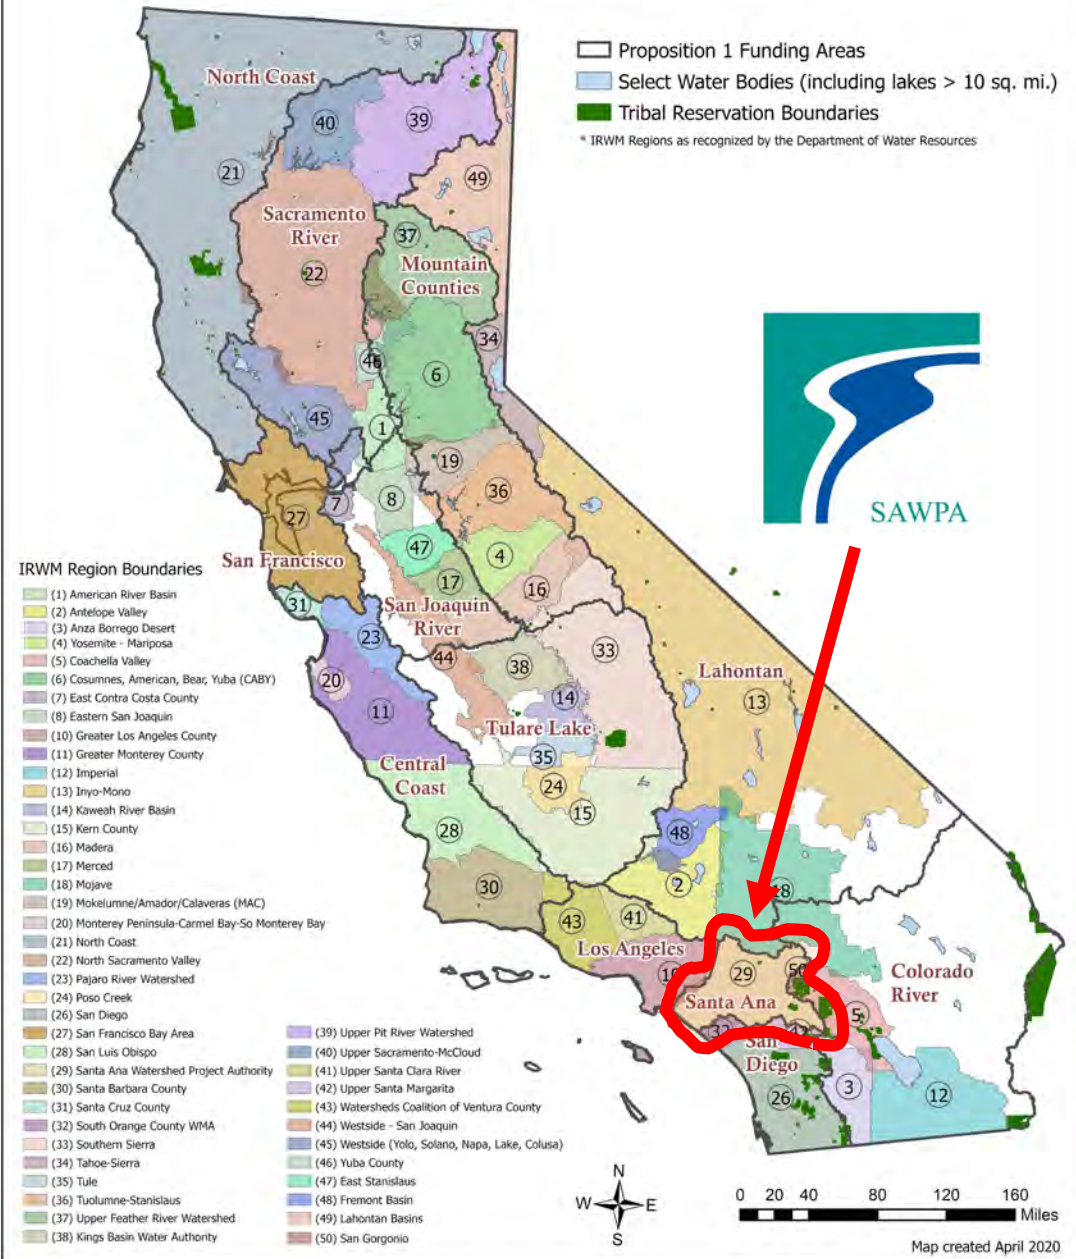 Proposition 1 Funding Areas
Select Water Bodies (including lakes > 10 sq. mi.)
Tribal Reservation Boundaries
* IRWM Regions as recognized by the Department of Water Resources
North Coast
40
39
21
49
Sacramento
River
37
22
Mountain
Counties
34
46
6
45
1
19
36
8
7
27
47
4
San Francisco
17
16
31
San Joaquin
River
23
33
44
38
20
14
11
Lahontan
13
Tulare Lake
35
Central
Coast
24
15
28
48
30
2
18
43
41
Los Angeles
10
29
50
Santa Ana
Colorado
River
5
32
42
San
Diego
26
3
12
SAWPA
IRWM Region Boundaries
(1) American River Basin
(2) Antelope Valley
(3) Anza Borrego Desert
(4) Yosemite - Mariposa
(5) Coachella Valley
(6) Cosumnes, American, Bear, Yuba (CABY)
(7) East Contra Costa County
(8) Eastern San Joaquin
(10) Greater Los Angeles County
(11) Greater Monterey County
(12) Imperial
(13) Inyo-Mono
(14) Kaweah River Basin
(15) Kern County
(16) Madera
(17) Merced
(18) Mojave
(19) Mokelumne/Amador/Calaveras (MAC)
(20) Monterey Peninsula-Carmel Bay-So Monterey Bay
(21) North Coast
(22) North Sacramento Valley
(23) Pajaro River Watershed
(24) Poso Creek
(26) San Diego
(27) San Francisco Bay Area
(28) San Luis Obispo
(29) Santa Ana Watershed Project Authority
(30) Santa Barbara County
(31) Santa Cruz County
(32) South Orange County WMA
(33) Southern Sierra
(34) Tahoe-Sierra
(35) Tule
(36) Tuolumne-Stanislaus
(37) Upper Feather River Watershed
(38) Kings Basin Water Authority
(39) Upper Pit River Watershed
(40) Upper Sacramento-McCloud
(41) Upper Santa Clara River
(42) Upper Santa Margarita
(43) Watersheds Coalition of Ventura County
(44) Westside - San Joaquin
(45) Westside (Yolo, Solano, Napa, Lake, Colusa)
(46) Yuba County
(47) East Stanislaus
(48) Fremont Basin
(49) Lahontan Basins
(50) San Gorgonio
N
W E
S
0 20 40 80 120 160
Miles
Map created April 2020